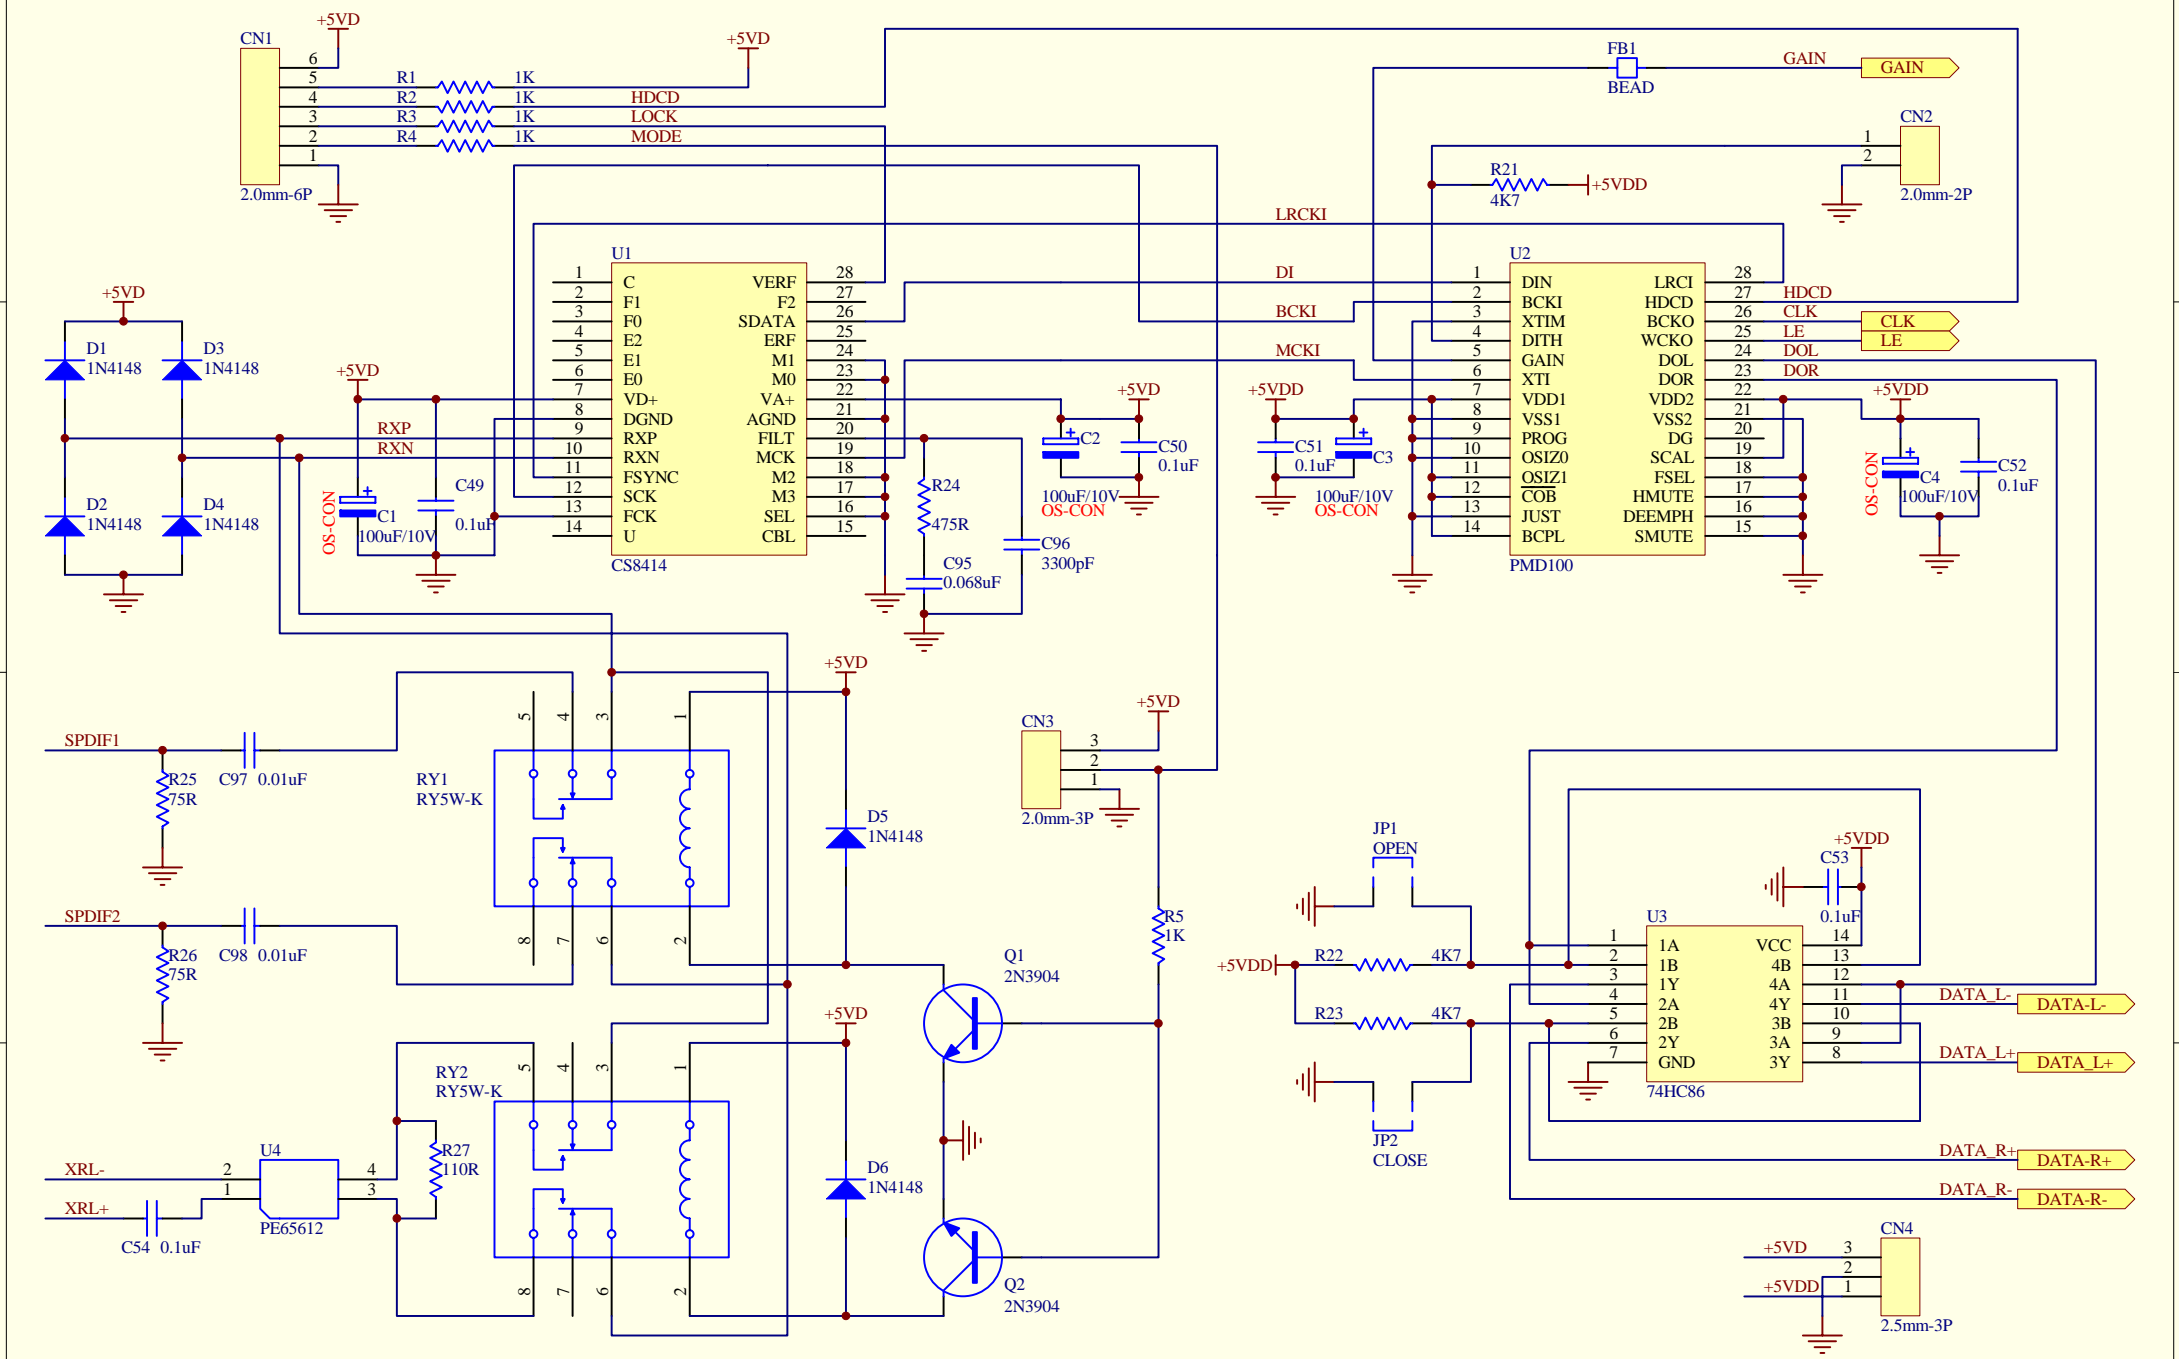 +5VD
CN1
6
5
4
3
2
1
2.0mm-6P
R1 1K
R2 1K HDCD
R3 1K LOCK
R4 1K MODE
+5VD
FB1
BEAD
GAIN
GAIN
CN2
1
2
2.0mm-2P
R21
4K7
+5VDD
LRCKI
DI
BCKI
MCKI
U1
1 C VERF 28
2 F1 F2 27
3 F0 SDATA 26
4 E2 ERF 25
5 E1 M1 24
6 E0 M0 23
7 VD+ VA+ 22
8 DGND AGND 21
9 RXP FILT 20
10 RXN MCK 19
11 FSYNC M2 18
12 SCK M3 17
13 FCK SEL 16
14 U CBL 15
CS8414
U2
1 DIN LRCI 28
2 BCKI HDCD 27
3 XTIM BCKO 26
4 DITH WCKO 25
5 GAIN DOL 24
6 XTI DOR 23
7 VDD1 VDD2 22
8 VSS1 VSS2 21
9 PROG DG 20
10 OSIZ0 SCAL 19
11 OSIZ1 FSEL 18
12 COB HMUTE 17
13 JUST DEEMPH 16
14 BCPL SMUTE 15
PMD100
HDCD
CLK
CLK
LE
LE
DOL
DOR
+5VD
D1
1N4148
D3
1N4148
D2
1N4148
D4
1N4148
RXP
RXN
+5VD
OS-CON
C1
100uF/10V
C49
0.1uF
R24
475R
C95
0.068uF
C96
3300pF
+5VD
C2
100uF/10V
OS-CON
C50
0.1uF
+5VDD
C51
0.1uF
C3
100uF/10V
OS-CON
+5VDD
OS-CON
C4
100uF/10V
C52
0.1uF
SPDIF1
R25
75R
C97 0.01uF
SPDIF2
R26
75R
C98 0.01uF
RY1
RY5W-K
5
4
3
1
8
7
6
2
+5VD
D5
1N4148
Q1
2N3904
CN3
3
2
1
2.0mm-3P
+5VD
R5
1K
RY2
RY5W-K
5
4
3
1
8
7
6
2
+5VD
D6
1N4148
Q2
2N3904
XRL-
XRL+
C54 0.1uF
U4
2
1
4
3
PE65612
R27
110R
JP1
OPEN
+5VDD
R22 4K7
R23 4K7
JP2
CLOSE
+5VDD
C53
0.1uF
U3
1 1A VCC 14
2 1B 4B 13
3 1Y 4A 12
4 2A 4Y 11
5 2B 3B 10
6 2Y 3A 9
7 GND 3Y 8
74HC86
DATA_L-
DATA-L-
DATA_L+
DATA_L+
DATA_R+
DATA-R+
DATA_R-
DATA-R-
CN4
+5VD 3
2
+5VDD 1
2.5mm-3P